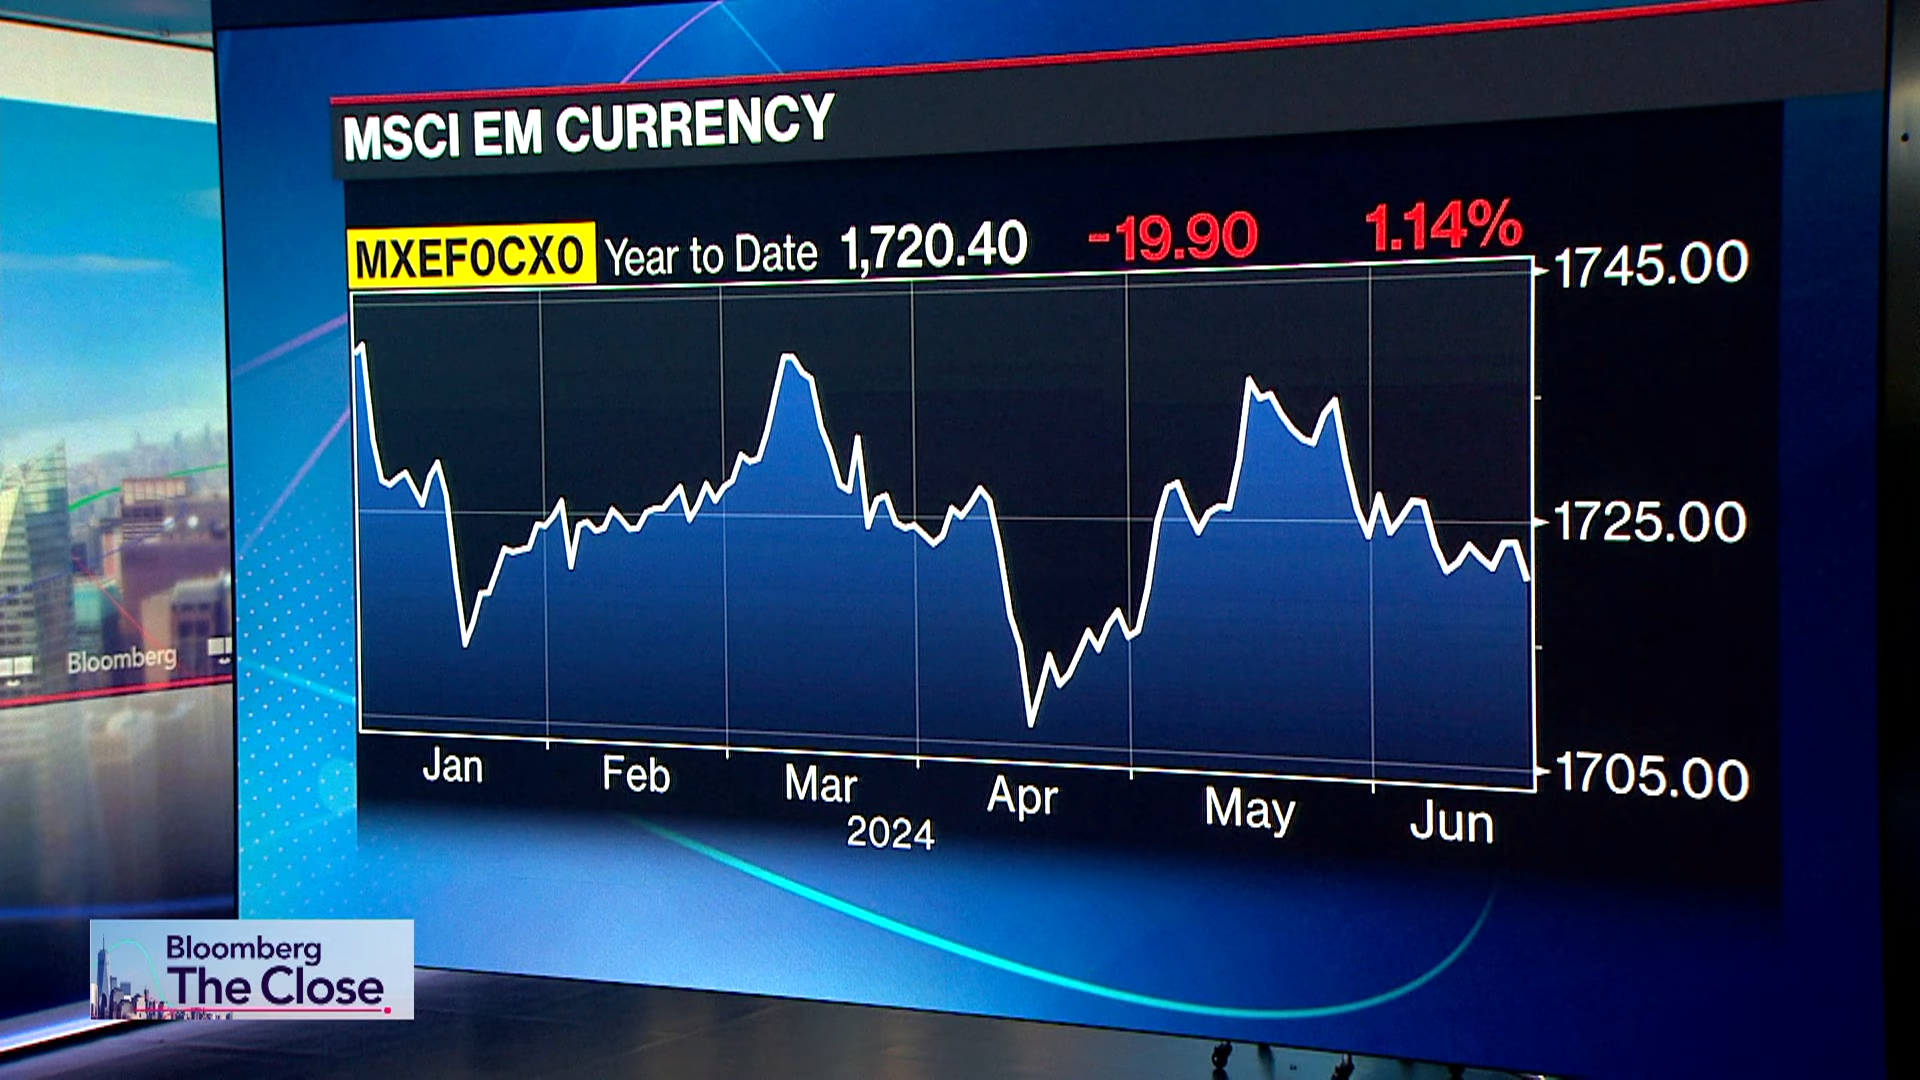 MSCI EM CURRENCY
MXEF0CX0 Year to Date 1,720.40 -19.90 1.14%
1745.00
1725.00
1705.00
Jan Feb Mar Apr May Jun
2024
Bloomberg
Bloomberg
The Close